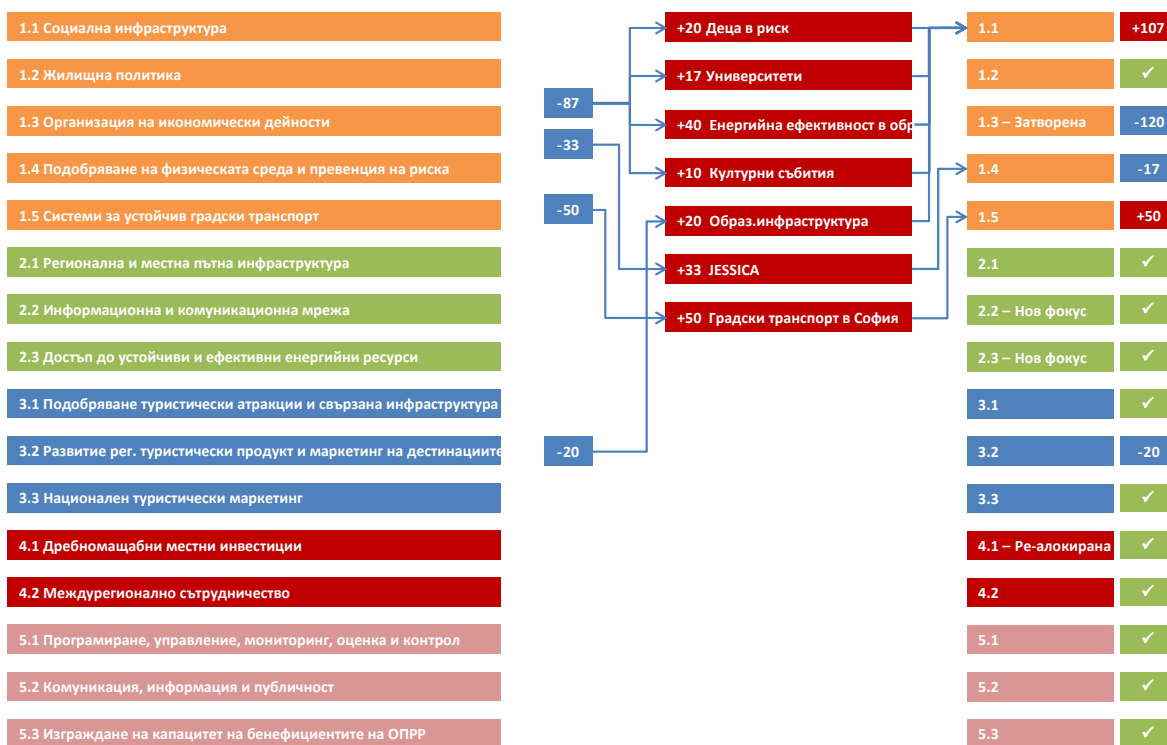 1.1 Социална инфраструктура
1.2 Жилищна политика
1.3 Организация на икономически дейности
1.4 Подобряване на физическата среда и превенция на риска
1.5 Системи за устойчив градски транспорт
2.1 Регионална и местна пътна инфраструктура
2.2 Информационна и комуникационна мрежа
2.3 Достъп до устойчиви и ефективни енергийни ресурси
3.1 Подобряване туристически атракции и свързана инфраструктура
3.2 Развитие рег. туристически продукт и маркетинг на дестинациите
3.3 Национален туристически маркетинг
4.1 Дребномащабни местни инвестиции
4.2 Междурегионално сътрудничество
5.1 Програмиране, управление, мониторинг, оценка и контрол
5.2 Комуникация, информация и публичност
5.3 Изграждане на капацитет на бенефициентите на ОПРР
-87
-33
-50
-20
+20 Деца в риск
+17 Университети
+40 Енергийна ефективност в обр
+10 Културни събития
+20 Образ.инфраструктура
+33 JESSICA
+50 Градски транспорт в София
1.1 +107
1.2 ✓
1.3 – Затворена -120
1.4 -17
1.5 +50
2.1 ✓
2.2 – Нов фокус ✓
2.3 – Нов фокус ✓
3.1 ✓
3.2 -20
3.3 ✓
4.1 – Ре-алокирана ✓
4.2 ✓
5.1 ✓
5.2 ✓
5.3 ✓